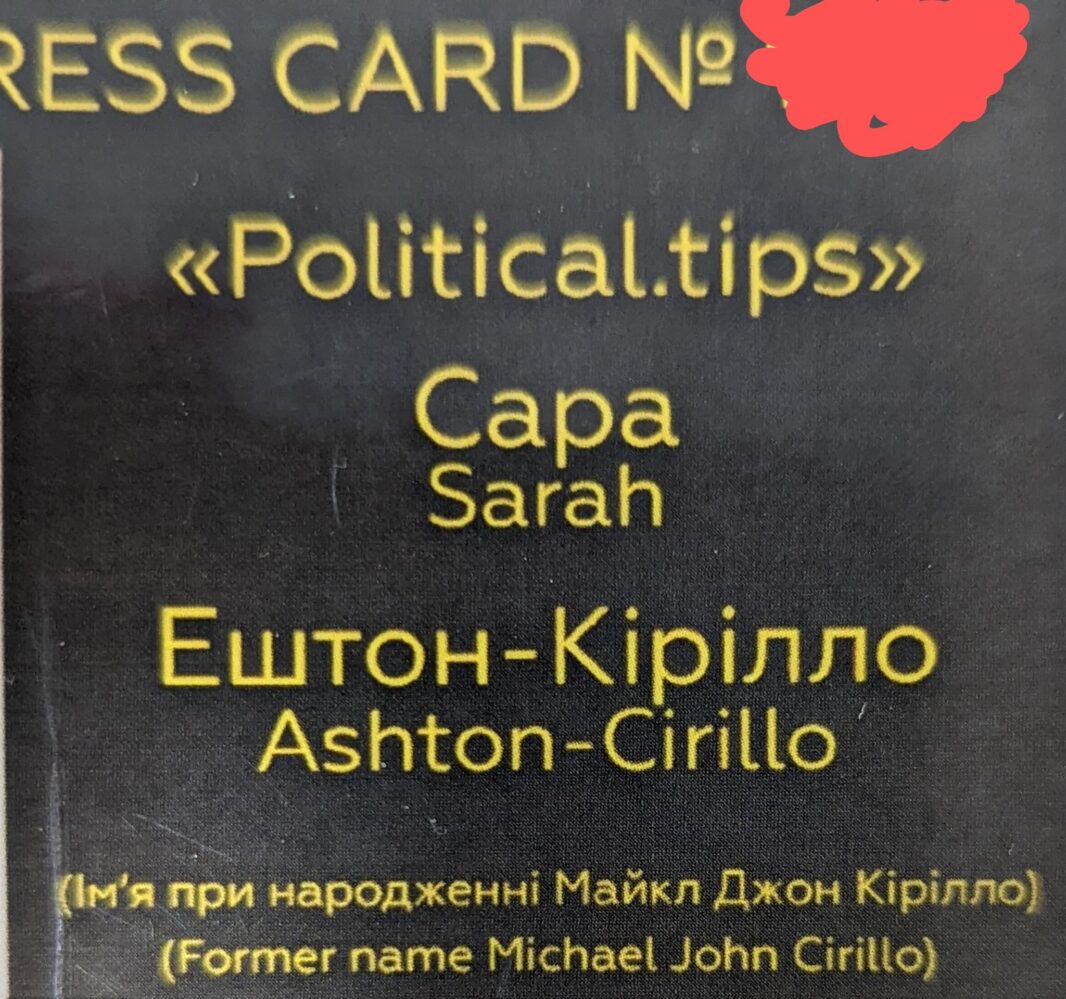 RESS CARD №
«Political.tips»
Сара
Sarah
Ештон-Кірілло
Ashton-Cirillo
(Ім'я при народженні Майкл Джон Кірілло)
(Former name Michael John Cirillo)